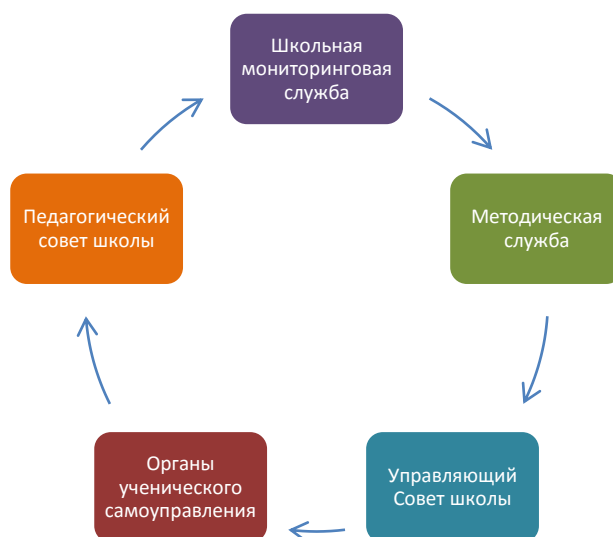 Школьная
мониторинговая
служба
Педагогический
совет школы
Методическая
служба
Органы
ученического
самоуправления
Управляющий
Совет школы